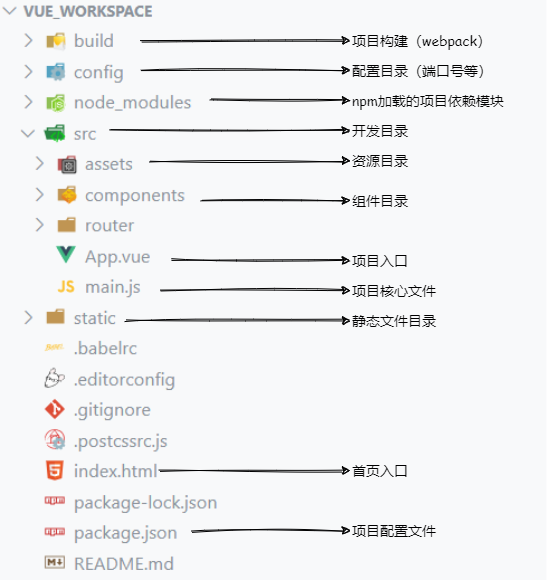 VUE_WORKSPACE
build 项目构建（webpack）
config 配置目录（端口号等）
node_modules npm加载的项目依赖模块
src 开发目录
assets 资源目录
components 组件目录
router
App.vue 项目入口
JS main.js 项目核心文件
static 静态文件目录
.babelrc
.editorconfig
.gitignore
.postcssrc.js
index.html 首页入口
package-lock.json
package.json 项目配置文件
README.md